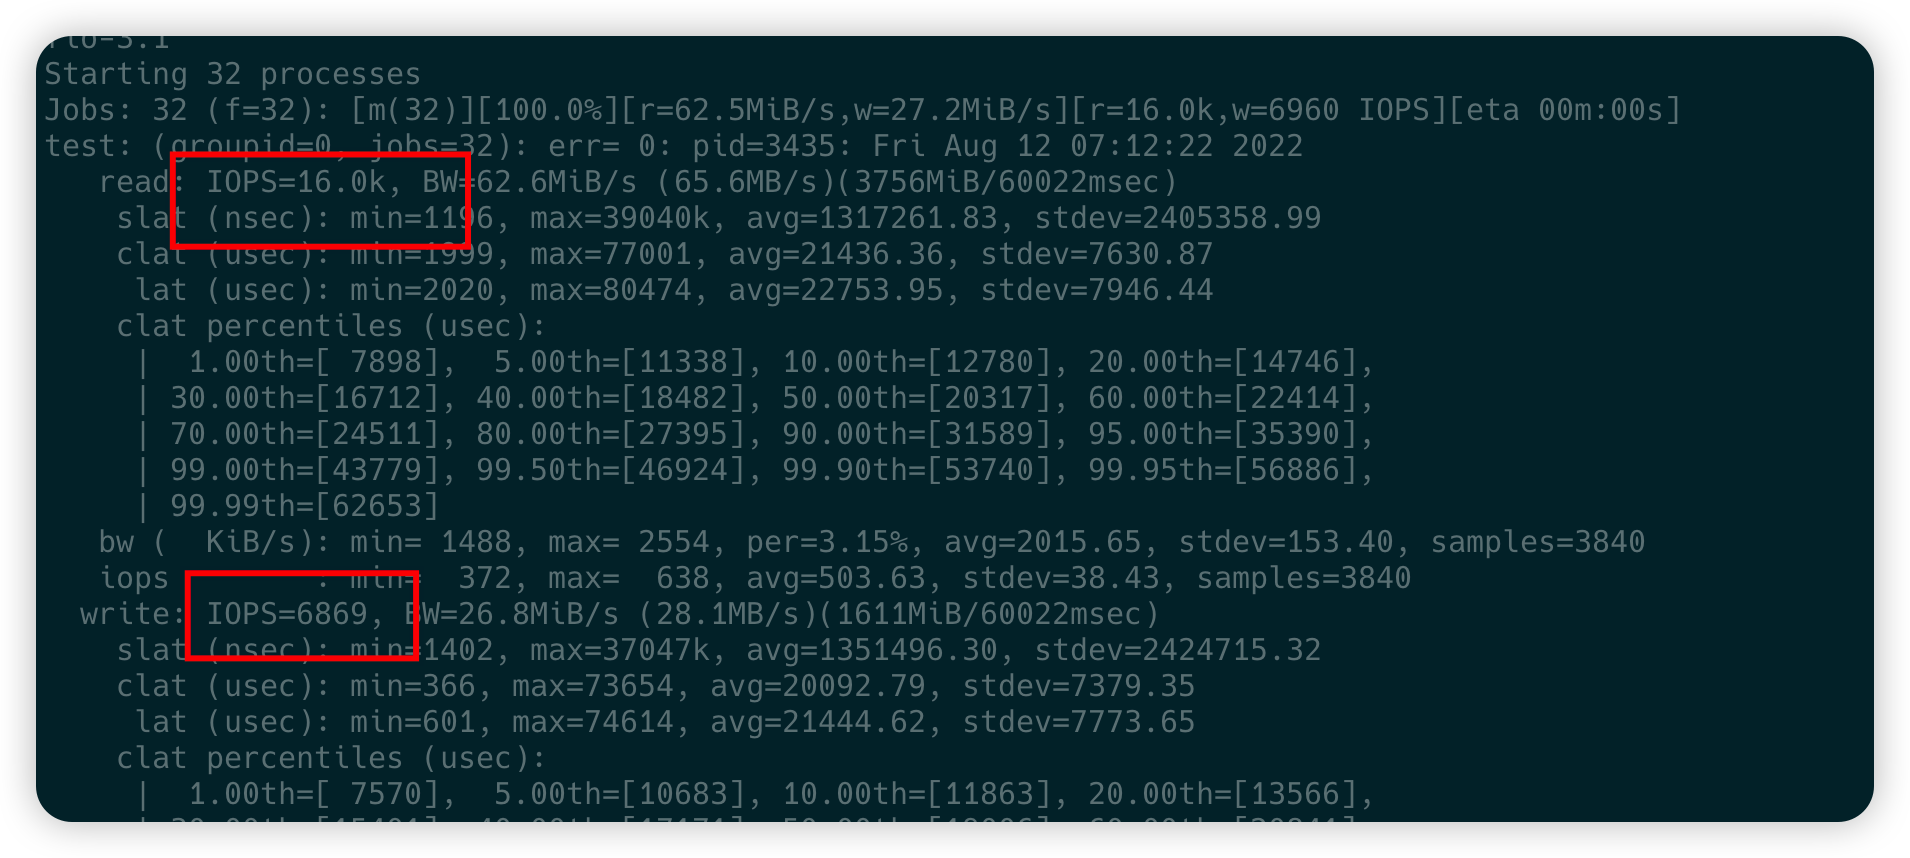 fio-3.1
Starting 32 processes
Jobs: 32 (f=32): [m(32)][100.0%][r=62.5MiB/s,w=27.2MiB/s][r=16.0k,w=6960 IOPS][eta 00m:00s]
test: (groupid=0, jobs=32): err= 0: pid=3435: Fri Aug 12 07:12:22 2022
   read: IOPS=16.0k, BW=62.6MiB/s (65.6MB/s)(3756MiB/60022msec)
    slat (nsec): min=1196, max=39040k, avg=1317261.83, stdev=2405358.99
    clat (usec): min=1999, max=77001, avg=21436.36, stdev=7630.87
     lat (usec): min=2020, max=80474, avg=22753.95, stdev=7946.44
    clat percentiles (usec):
     |  1.00th=[ 7898],  5.00th=[11338], 10.00th=[12780], 20.00th=[14746],
     | 30.00th=[16712], 40.00th=[18482], 50.00th=[20317], 60.00th=[22414],
     | 70.00th=[24511], 80.00th=[27395], 90.00th=[31589], 95.00th=[35390],
     | 99.00th=[43779], 99.50th=[46924], 99.90th=[53740], 99.95th=[56886],
     | 99.99th=[62653]
   bw (  KiB/s): min= 1488, max= 2554, per=3.15%, avg=2015.65, stdev=153.40, samples=3840
   iops        : min=  372, max=  638, avg=503.63, stdev=38.43, samples=3840
  write: IOPS=6869, BW=26.8MiB/s (28.1MB/s)(1611MiB/60022msec)
    slat (nsec): min=1402, max=37047k, avg=1351496.30, stdev=2424715.32
    clat (usec): min=366, max=73654, avg=20092.79, stdev=7379.35
     lat (usec): min=601, max=74614, avg=21444.62, stdev=7773.65
    clat percentiles (usec):
     |  1.00th=[ 7570],  5.00th=[10683], 10.00th=[11863], 20.00th=[13566],